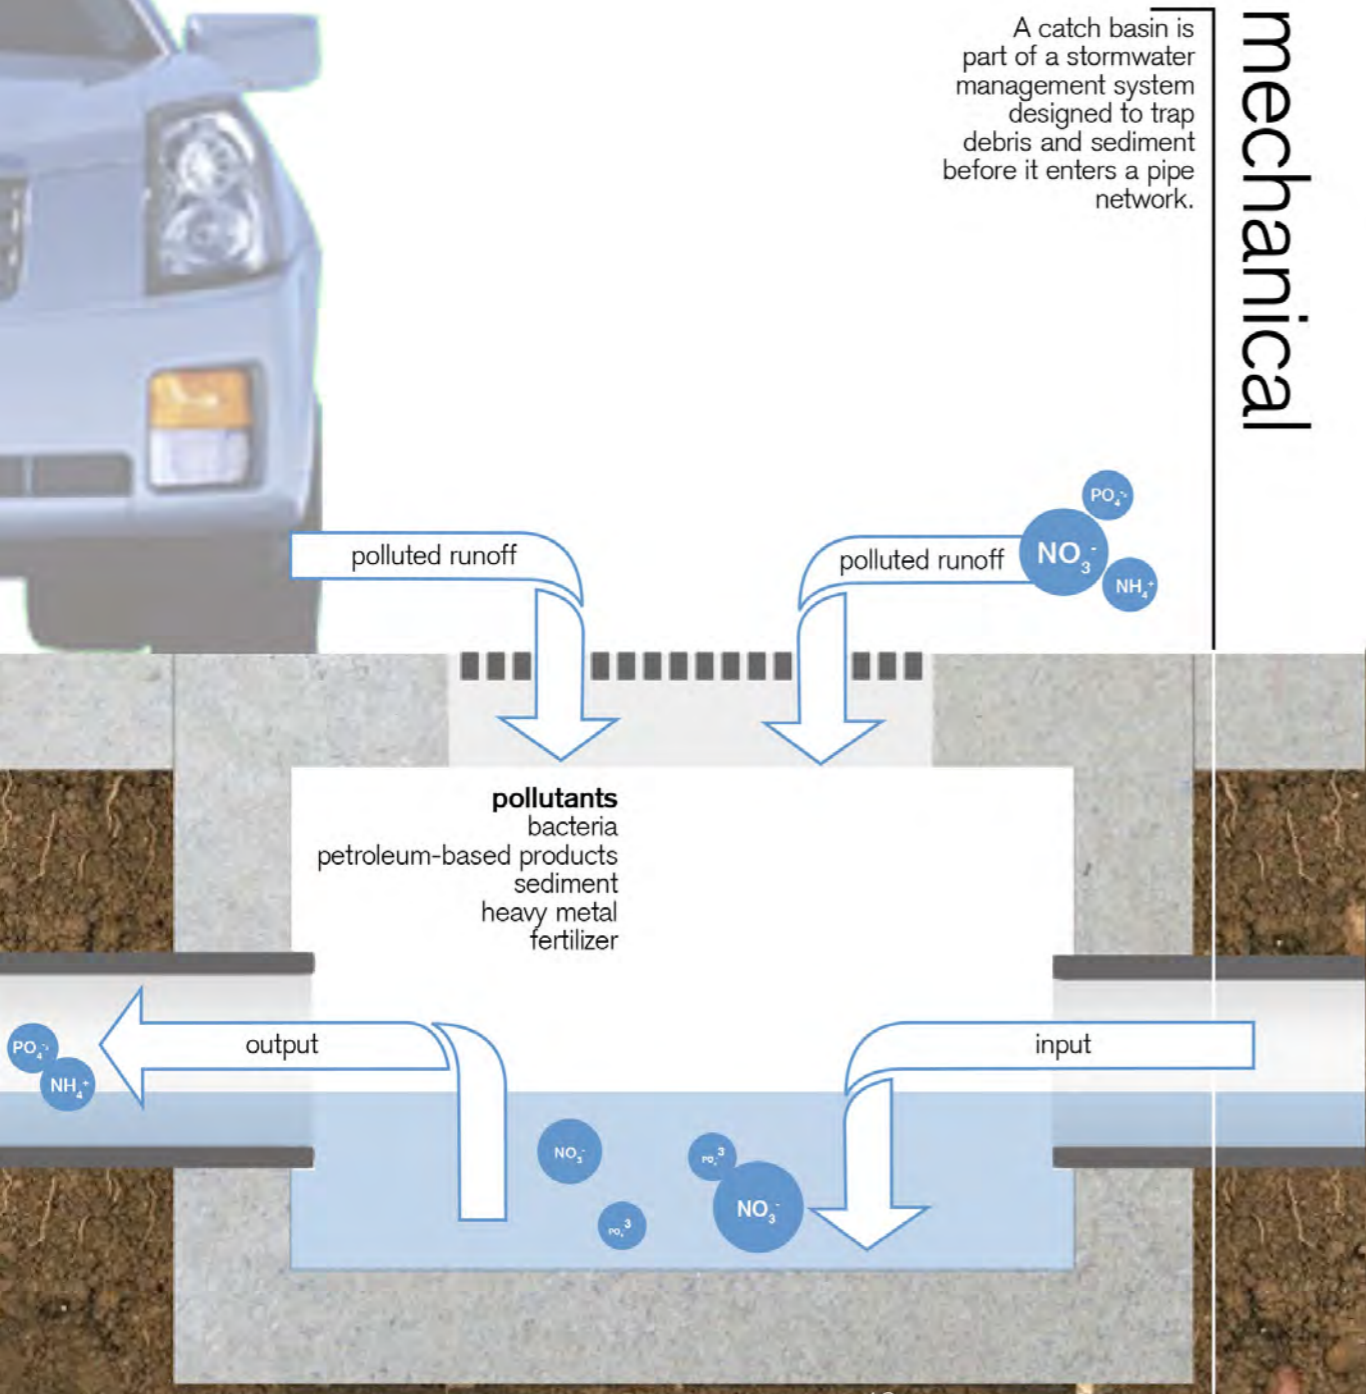 mechanical
A catch basin is
part of a stormwater
management system
designed to trap
debris and sediment
before it enters a pipe
network.
PO₄
polluted runoff
polluted runoff
NO₃⁻
NH₄⁺
pollutants
bacteria
petroleum-based products
sediment
heavy metal
fertilizer
output
input
PO₄
NH₄⁺
NO₃⁻
PO₄³
NO₃⁻
PO₄³